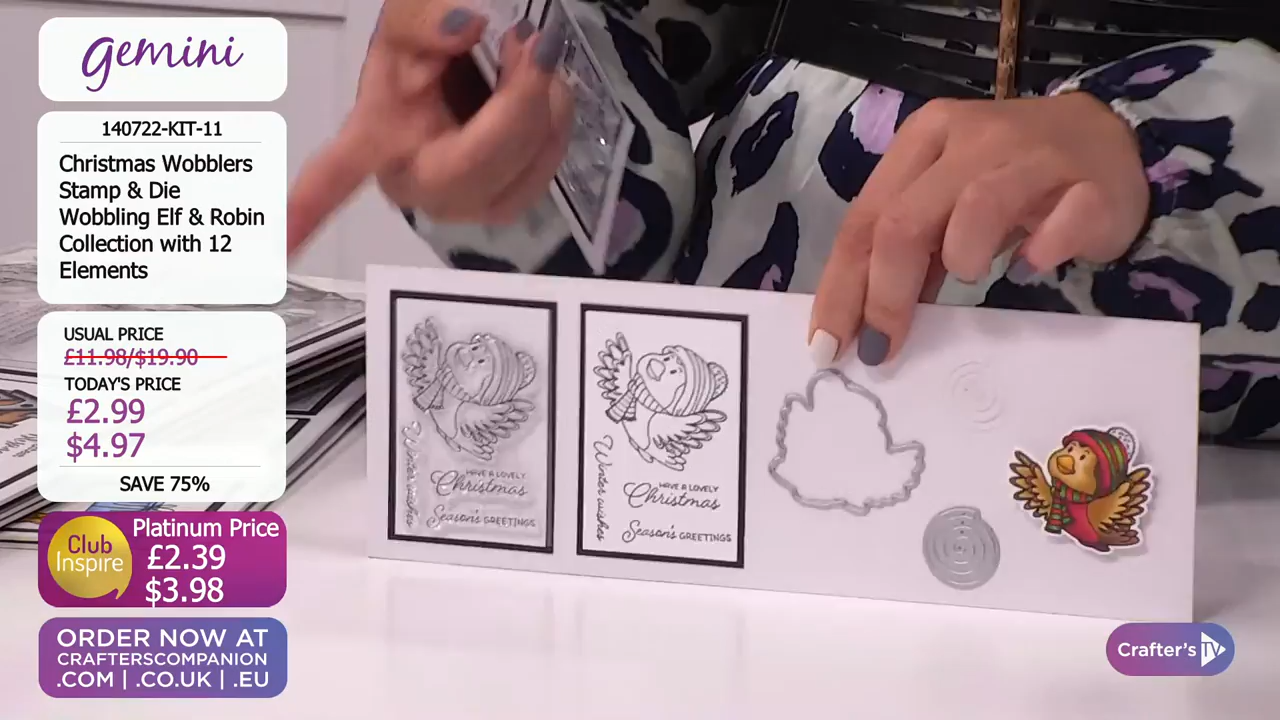 gemini
140722-KIT-11
Christmas Wobblers
Stamp & Die
Wobbling Elf & Robin
Collection with 12
Elements
USUAL PRICE
£11.98/$19.90
TODAY'S PRICE
£2.99
$4.97
SAVE 75%
Club
Inspire
Platinum Price
£2.39
$3.98
ORDER NOW AT
CRAFTERSCOMPANION
.COM | .CO.UK | .EU
Winter wishes
HAVE A LOVELY
Christmas
Season's GREETINGS
Winter wishes
HAVE A LOVELY
Christmas
Season's GREETINGS
Crafter's TV